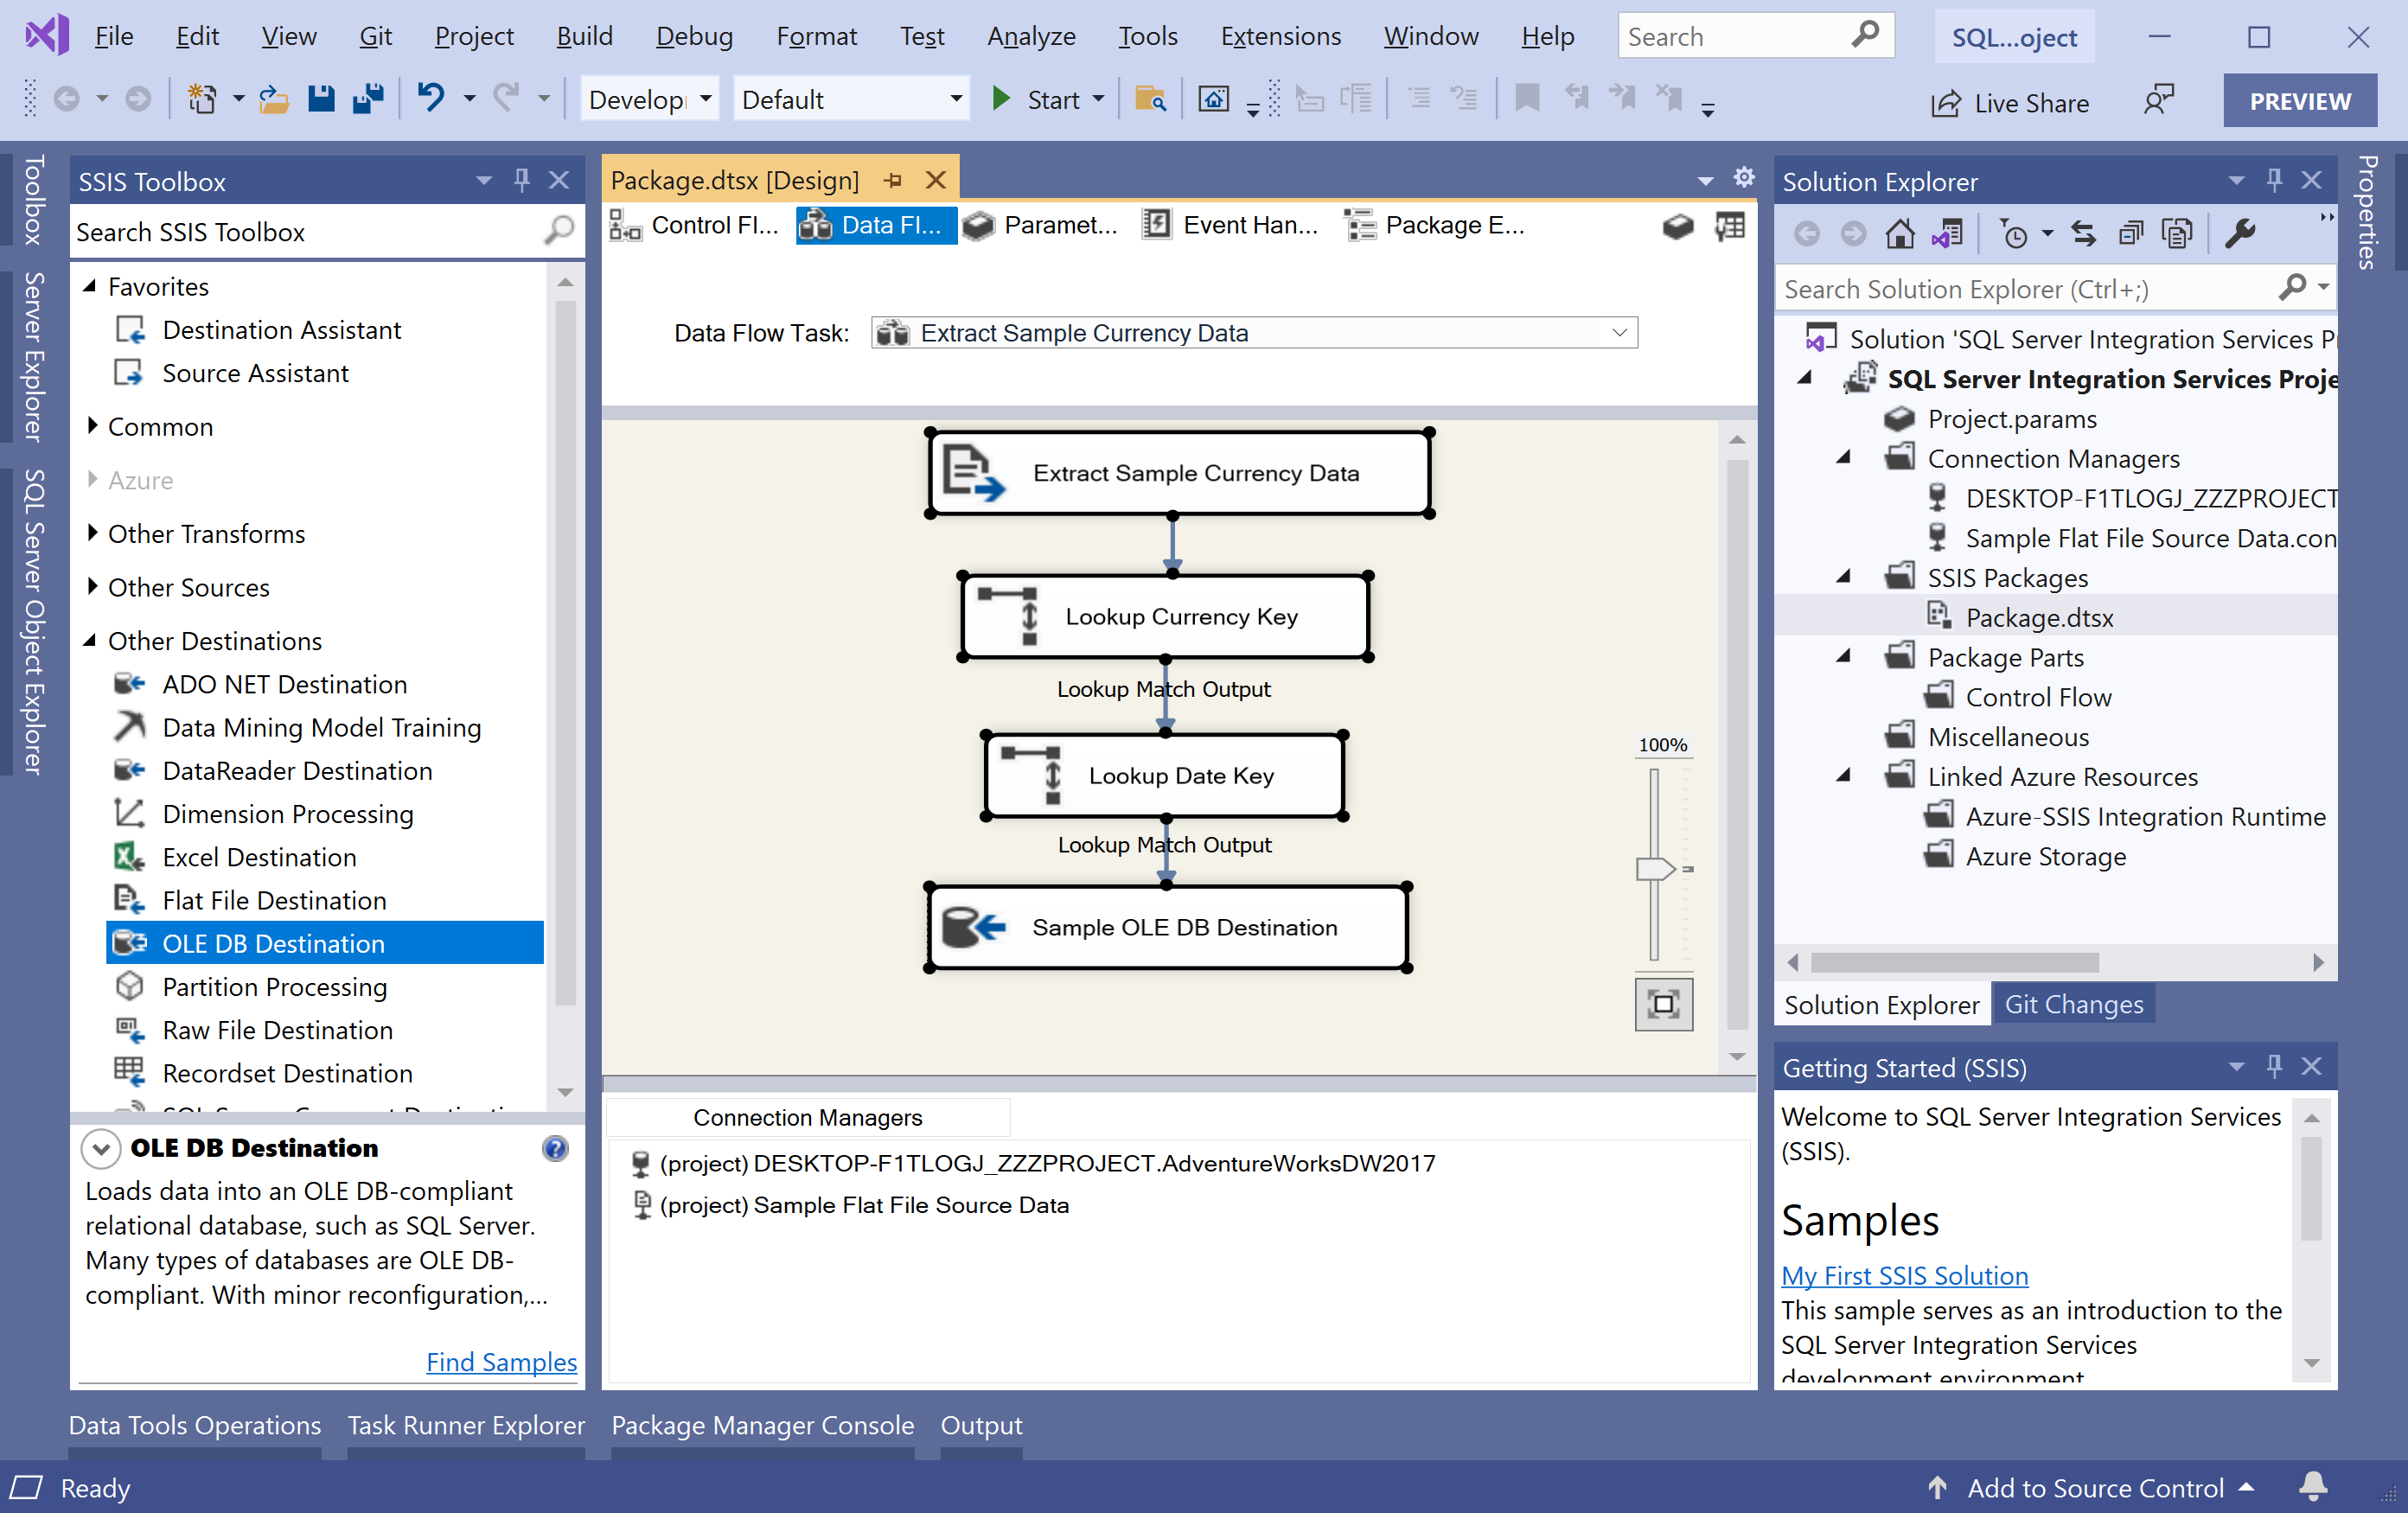 File Edit View Git Project Build Debug Format Test Analyze Tools Extensions Window Help Search SQL...oject
Develop Default Start Live Share PREVIEW
Toolbox
Server Explorer
SQL Server Object Explorer
SSIS Toolbox
Search SSIS Toolbox
Favorites
Destination Assistant
Source Assistant
Common
Azure
Other Transforms
Other Sources
Other Destinations
ADO NET Destination
Data Mining Model Training
DataReader Destination
Dimension Processing
Excel Destination
Flat File Destination
OLE DB Destination
Partition Processing
Raw File Destination
Recordset Destination
OLE DB Destination
Loads data into an OLE DB-compliant
relational database, such as SQL Server.
Many types of databases are OLE DB-
compliant. With minor reconfiguration,...
Find Samples
Package.dtsx [Design]
Control Fl... Data Fl... Paramet... Event Han... Package E...
Data Flow Task: Extract Sample Currency Data
Extract Sample Currency Data
Lookup Currency Key
Lookup Match Output
Lookup Date Key
Lookup Match Output
Sample OLE DB Destination
100%
Connection Managers
(project) DESKTOP-F1TLOGJ_ZZZPROJECT.AdventureWorksDW2017
(project) Sample Flat File Source Data
Solution Explorer
Search Solution Explorer (Ctrl+;)
Solution 'SQL Server Integration Services P
SQL Server Integration Services Proje
Project.params
Connection Managers
DESKTOP-F1TLOGJ_ZZZPROJECT
Sample Flat File Source Data.con
SSIS Packages
Package.dtsx
Package Parts
Control Flow
Miscellaneous
Linked Azure Resources
Azure-SSIS Integration Runtime
Azure Storage
Solution Explorer Git Changes
Getting Started (SSIS)
Welcome to SQL Server Integration Services
(SSIS).
Samples
My First SSIS Solution
This sample serves as an introduction to the
SQL Server Integration Services
development environment
Properties
Data Tools Operations Task Runner Explorer Package Manager Console Output
Ready Add to Source Control